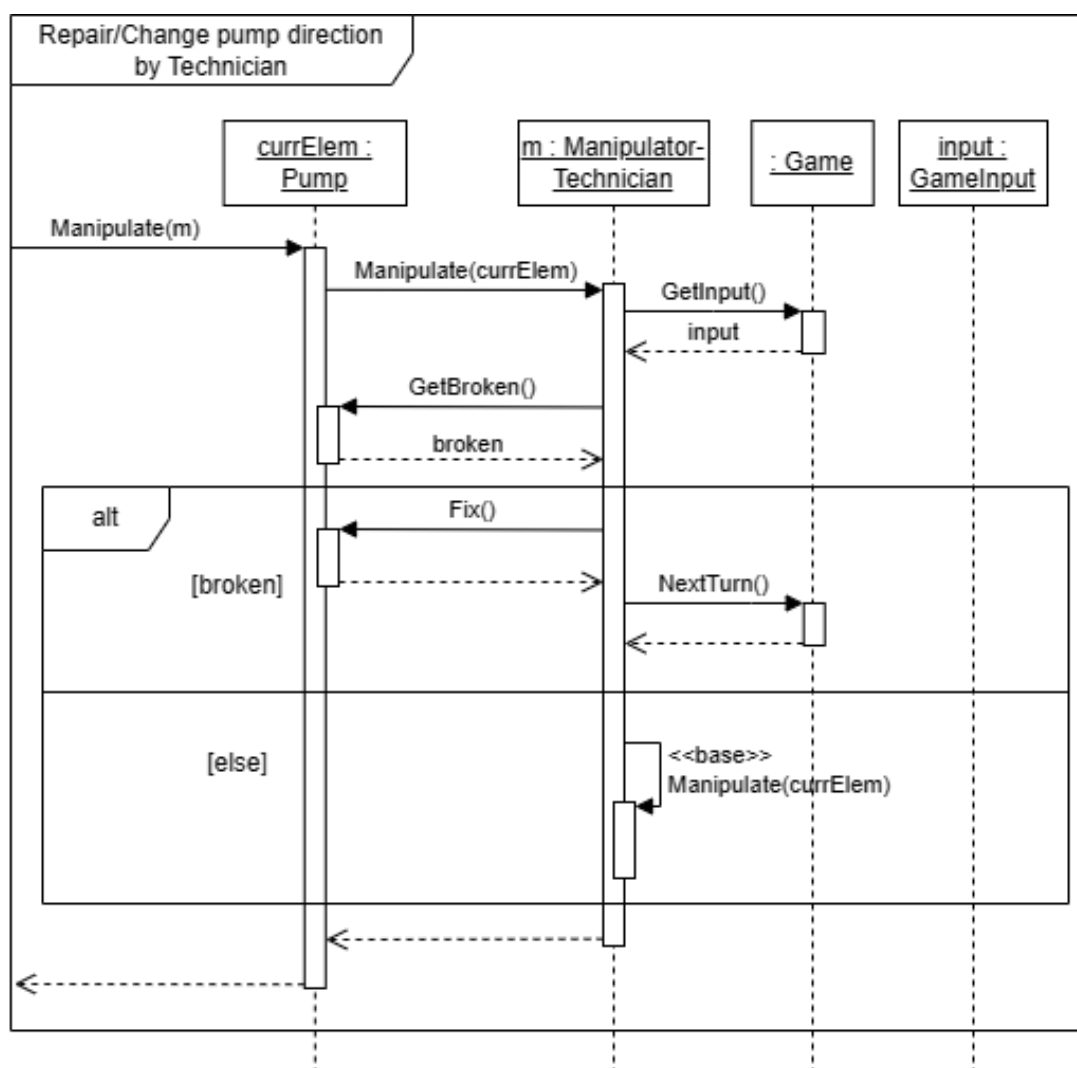 Repair/Change pump direction
by Technician
currElem :
Pump
m : Manipulator-
Technician
: Game
input :
GameInput
Manipulate(m)
Manipulate(currElem)
GetInput()
input
GetBroken()
broken
alt
Fix()
[broken]
NextTurn()
[else]
<<base>>
Manipulate(currElem)